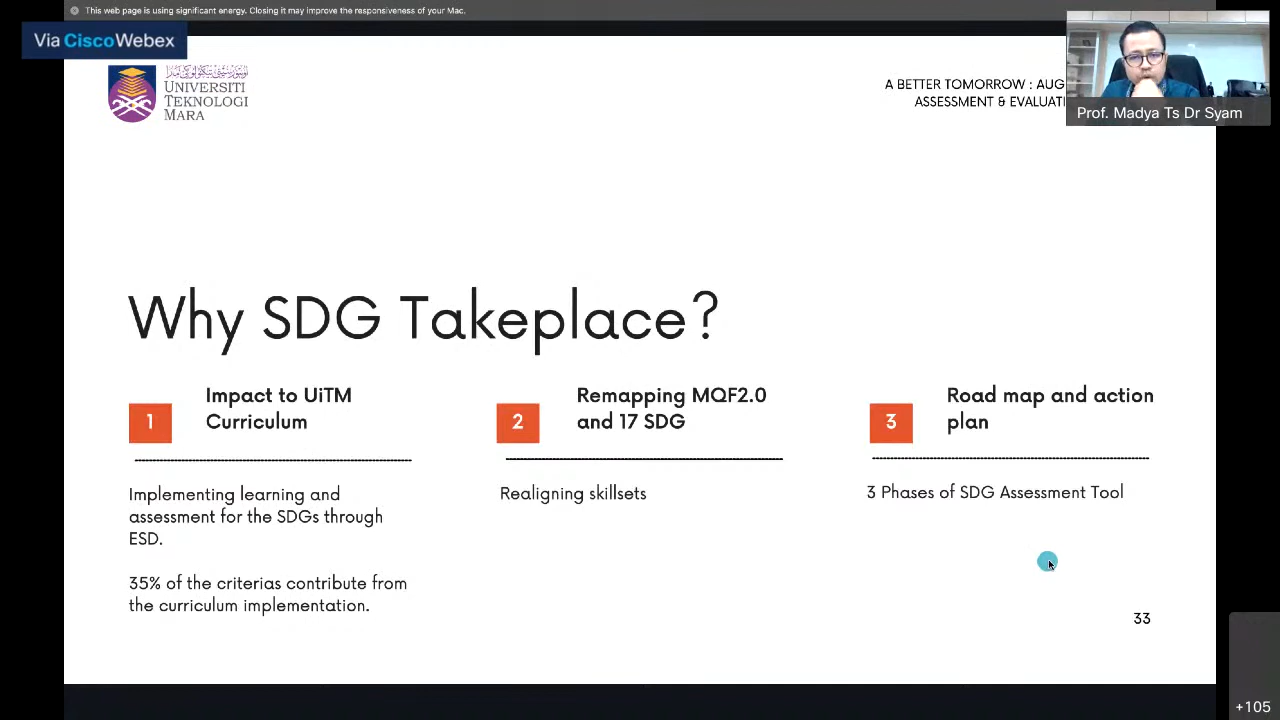 This web page is using significant energy. Closing it may improve the responsiveness of your Mac.
Via CiscoWebex
UNIVERSITI
TEKNOLOGI
MARA
A BETTER TOMORROW : AUG
ASSESSMENT & EVALUATI
Prof. Madya Ts Dr Syam
Why SDG Takeplace?
1
Impact to UiTM
Curriculum
Implementing learning and
assessment for the SDGs through
ESD.
35% of the criterias contribute from
the curriculum implementation.
2
Remapping MQF2.0
and 17 SDG
Realigning skillsets
3
Road map and action
plan
3 Phases of SDG Assessment Tool
33
+105